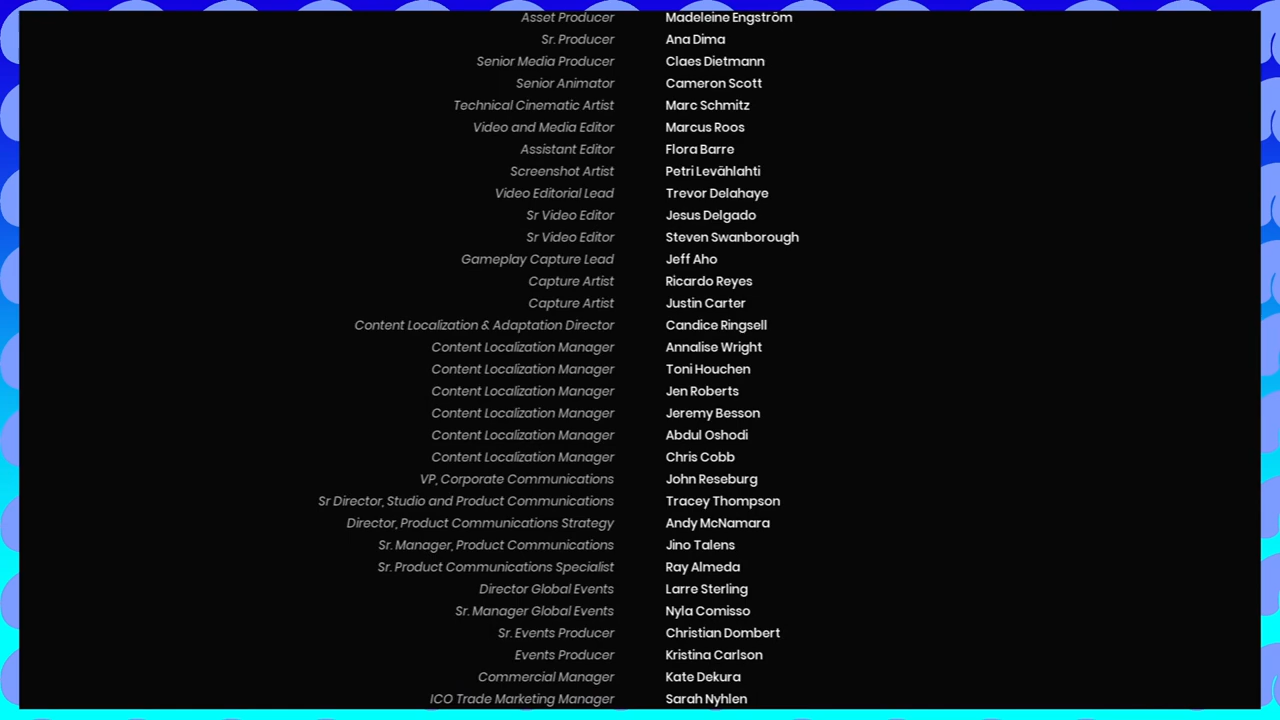 Asset Producer Madeleine Engström
Sr. Producer Ana Dima
Senior Media Producer Claes Dietmann
Senior Animator Cameron Scott
Technical Cinematic Artist Marc Schmitz
Video and Media Editor Marcus Roos
Assistant Editor Flora Barre
Screenshot Artist Petri Levählahti
Video Editorial Lead Trevor Delahaye
Sr Video Editor Jesus Delgado
Sr Video Editor Steven Swanborough
Gameplay Capture Lead Jeff Aho
Capture Artist Ricardo Reyes
Capture Artist Justin Carter
Content Localization & Adaptation Director Candice Ringsell
Content Localization Manager Annalise Wright
Content Localization Manager Toni Houchen
Content Localization Manager Jen Roberts
Content Localization Manager Jeremy Besson
Content Localization Manager Abdul Oshodi
Content Localization Manager Chris Cobb
VP, Corporate Communications John Reseburg
Sr Director, Studio and Product Communications Tracey Thompson
Director, Product Communications Strategy Andy McNamara
Sr. Manager, Product Communications Jino Talens
Sr. Product Communications Specialist Ray Almeda
Director Global Events Larre Sterling
Sr. Manager Global Events Nyla Comisso
Sr. Events Producer Christian Dombert
Events Producer Kristina Carlson
Commercial Manager Kate Dekura
ICO Trade Marketing Manager Sarah Nyhlen